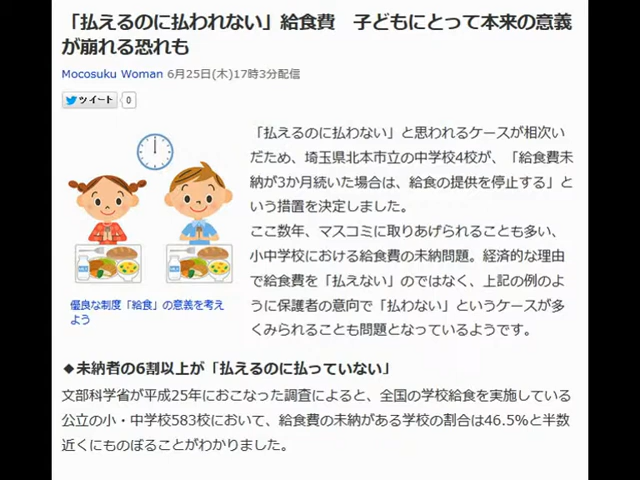 「払えるのに払われない」給食費　子どもにとって本来の意義
が崩れる恐れも
Mocosuku Woman 6月25日(木)17時3分配信
ツイート 0
「払えるのに払わない」と思われるケースが相次い
だため、埼玉県北本市立の中学校4校が、「給食費未
納が3か月続いた場合は、給食の提供を停止する」と
いう措置を決定しました。
ここ数年、マスコミに取りあげられることも多い、
小中学校における給食費の未納問題。経済的な理由
で給食費を「払えない」のではなく、上記の例のよ
うに保護者の意向で「払わない」というケースが多
くみられることも問題となっているようです。
優良な制度「給食」の意義を考え
よう
◆未納者の6割以上が「払えるのに払っていない」
文部科学省が平成25年におこなった調査によると、全国の学校給食を実施している
公立の小・中学校583校において、給食費の未納がある学校の割合は46.5%と半数
近くにものぼることがわかりました。